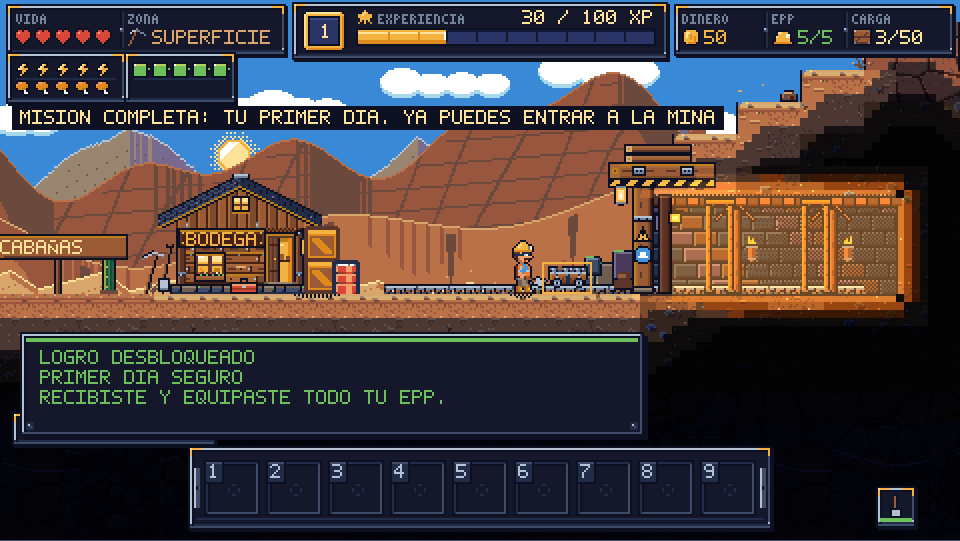 VIDA
ZONA
SUPERFICIE
1
EXPERIENCIA
30 / 100 XP
DINERO
50
EPP
5/5
CARGA
3/50
MISION COMPLETA: TU PRIMER DIA. YA PUEDES ENTRAR A LA MINA
CABAñAS
BODEGA
LOGRO DESBLOQUEADO
PRIMER DIA SEGURO
RECIBISTE Y EQUIPASTE TODO TU EPP.
1 2 3 4 5 6 7 8 9